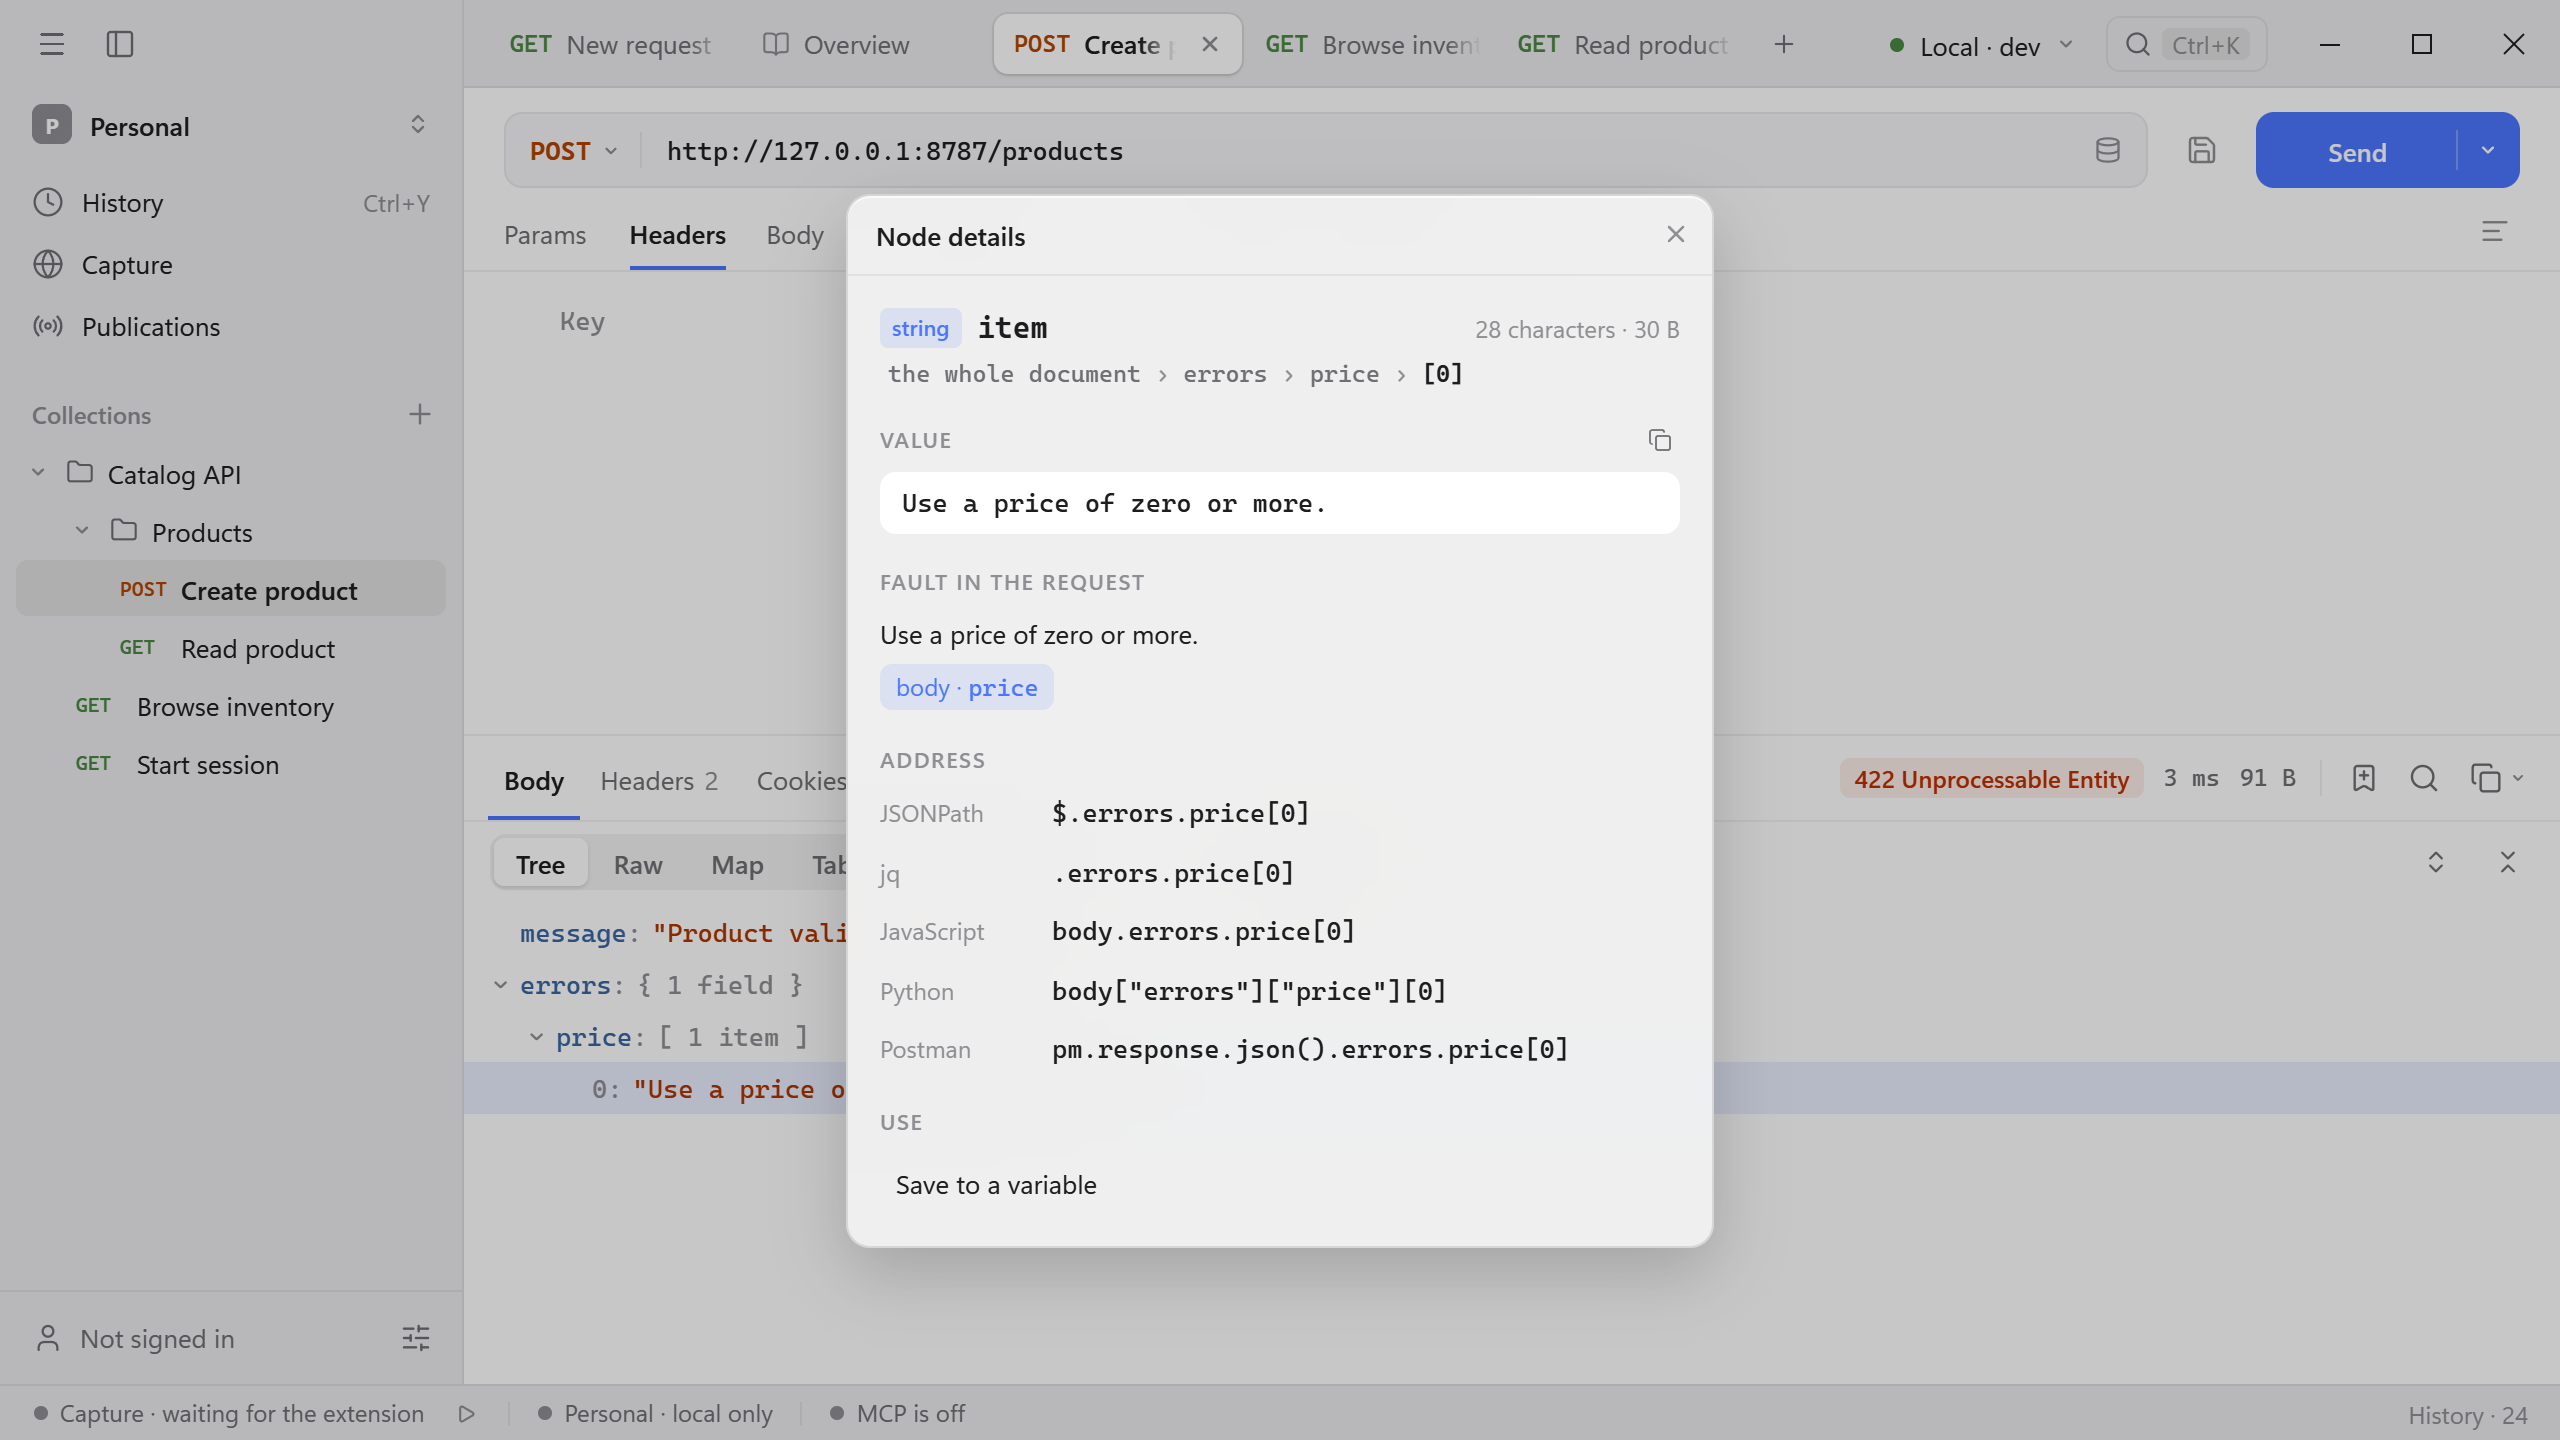 GET New request
Overview
POST Create
GET Browse invent
GET Read product
Local · dev
Ctrl+K
P Personal
History Ctrl+Y
Capture
Publications
Collections
Catalog API
Products
POST Create product
GET Read product
GET Browse inventory
GET Start session
Not signed in
POST http://127.0.0.1:8787/products
Send
Params Headers Body
Key
Node details
string item 28 characters · 30 B
the whole document › errors › price › [0]
VALUE
Use a price of zero or more.
FAULT IN THE REQUEST
Use a price of zero or more.
body · price
ADDRESS
JSONPath $.errors.price[0]
jq .errors.price[0]
JavaScript body.errors.price[0]
Python body["errors"]["price"][0]
Postman pm.response.json().errors.price[0]
USE
Save to a variable
Body Headers 2 Cookies
422 Unprocessable Entity 3 ms 91 B
Tree Raw Map Tab
message: "Product vali
errors: { 1 field }
price: [ 1 item ]
0: "Use a price o
Capture · waiting for the extension
Personal · local only
MCP is off
History · 24